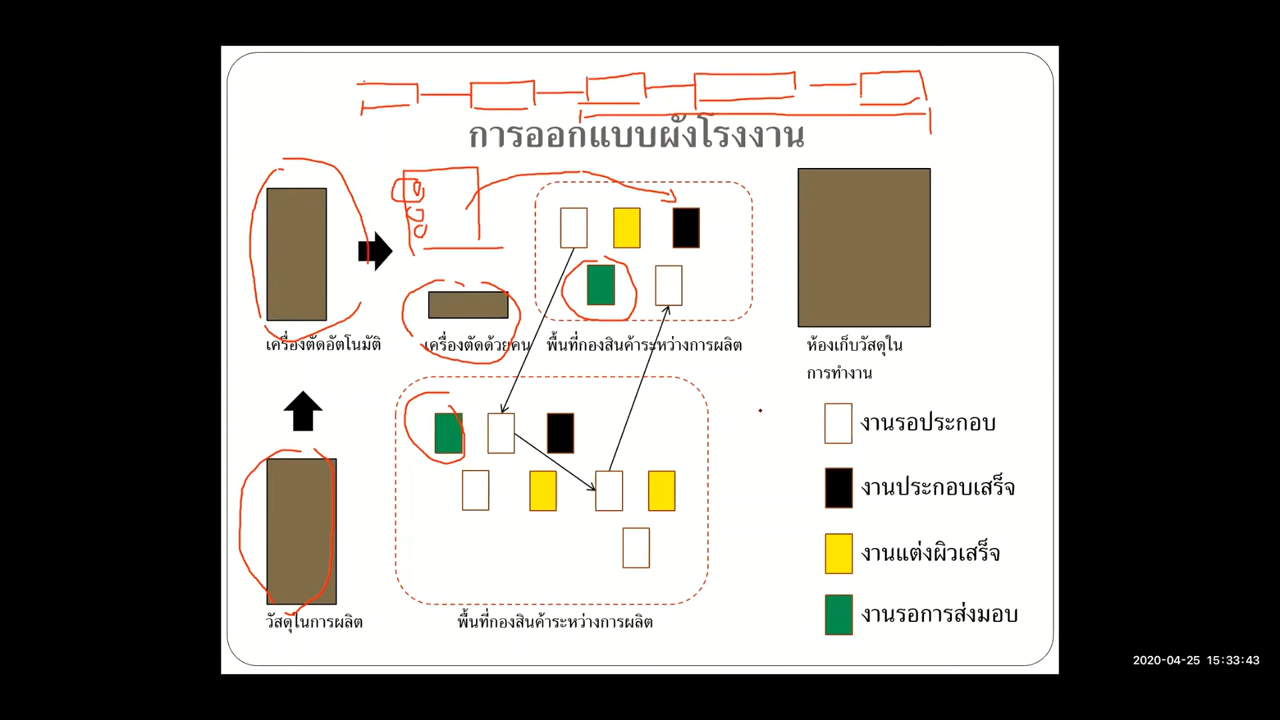 การออกแบบผังโรงงาน
เครื่องตัดอัตโนมัติ
เครื่องตัดด้วยคน
พื้นที่กองสินค้าระหว่างการผลิต
ห้องเก็บวัสดุใน
การทำงาน
งานรอประกอบ
งานประกอบเสร็จ
งานแต่งผิวเสร็จ
งานรอการส่งมอบ
วัสดุในการผลิต
พื้นที่กองสินค้าระหว่างการผลิต
2020-04-25 15:33:43